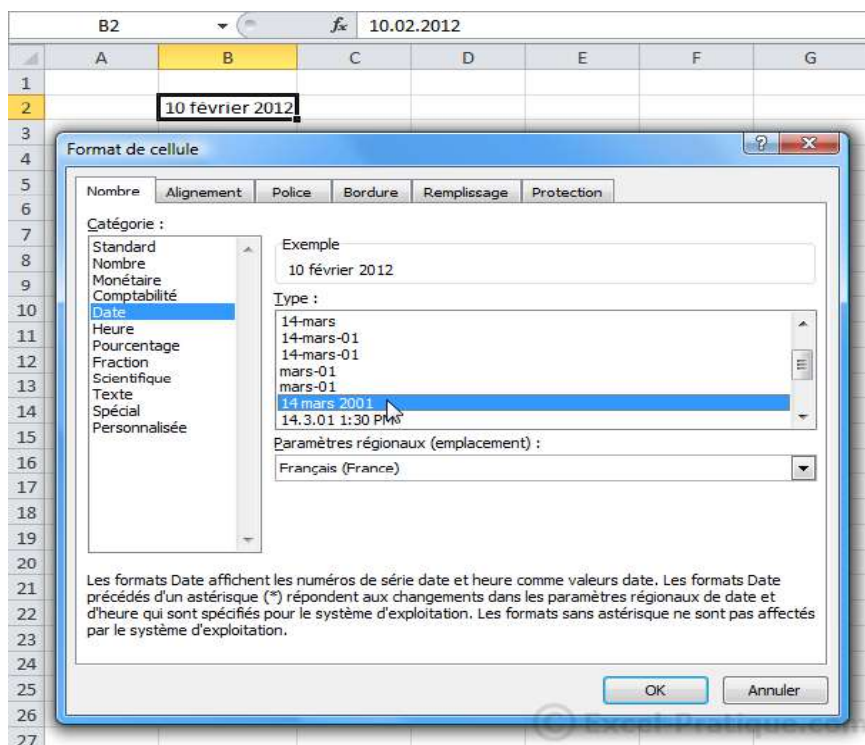 B2 fx 10.02.2012
A B C D E F G
1
2 10 février 2012
3
4
5
6
7
8
9
10
11
12
13
14
15
16
17
18
19
20
21
22
23
24
25
26
27
Format de cellule
Nombre Alignement Police Bordure Remplissage Protection
Catégorie :
Standard
Nombre
Monétaire
Comptabilité
Date
Heure
Pourcentage
Fraction
Scientifique
Texte
Spécial
Personnalisée
Exemple
10 février 2012
Type :
14-mars
14-mars-01
14-mars-01
mars-01
mars-01
14 mars 2001
14.3.01 1:30 PM
Paramètres régionaux (emplacement) :
Français (France)
Les formats Date affichent les numéros de série date et heure comme valeurs date. Les formats Date
précédés d'un astérisque (*) répondent aux changements dans les paramètres régionaux de date et
d'heure qui sont spécifiés pour le système d'exploitation. Les formats sans astérisque ne sont pas affectés
par le système d'exploitation.
OK Annuler
© Excel-Pratique.com